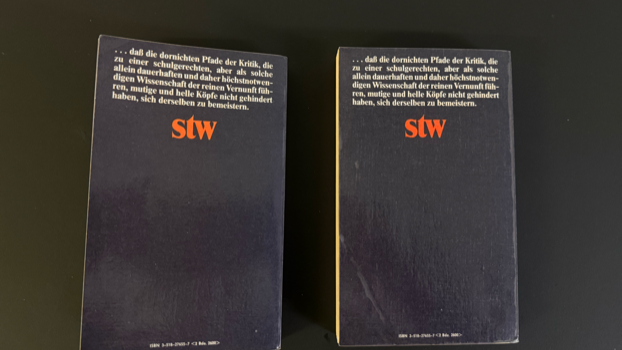 . . . daß die dornichten Pfade der Kritik, die
zu einer schulgerechten, aber als solche
allein dauerhaften und daher höchstnotwen-
digen Wissenschaft der reinen Vernunft füh-
ren, mutige und helle Köpfe nicht gehindert
haben, sich derselben zu bemeistern.
stw
. . . daß die dornichten Pfade der Kritik, die
zu einer schulgerechten, aber als solche
allein dauerhaften und daher höchstnotwen-
digen Wissenschaft der reinen Vernunft füh-
ren, mutige und helle Köpfe nicht gehindert
haben, sich derselben zu bemeistern.
stw